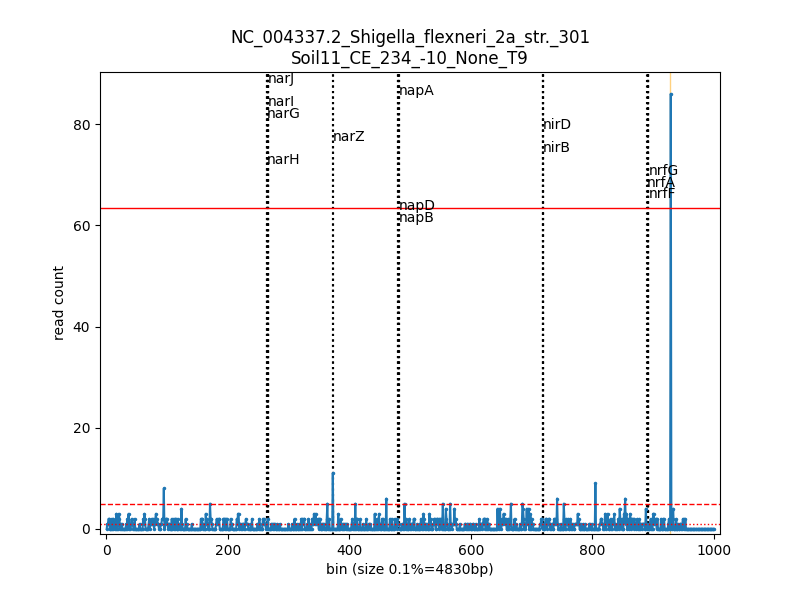 NC_004337.2_Shigella_flexneri_2a_str._301
Soil11_CE_234_-10_None_T9
narJ
napA
narI
narG
nirD
narZ
nirB
narH
nrfG
nrfA
nrfF
napD
napB
read count
80
60
40
20
0
0 200 400 600 800 1000
bin (size 0.1%=4830bp)